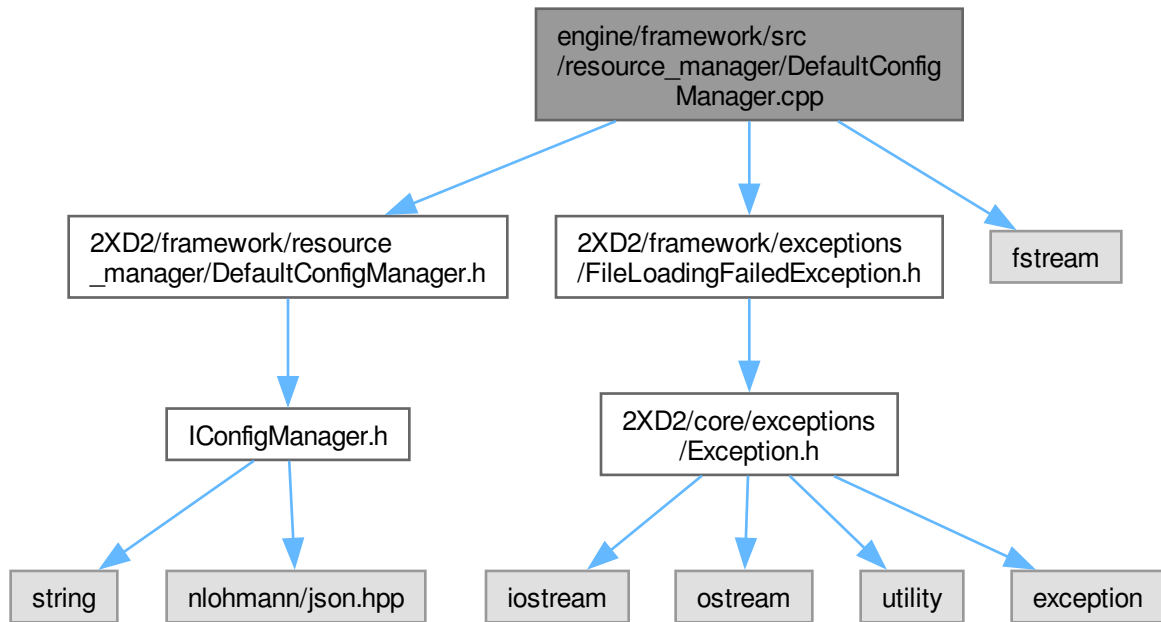 engine/framework/src
/resource_manager/DefaultConfig
Manager.cpp
2XD2/framework/resource
_manager/DefaultConfigManager.h
2XD2/framework/exceptions
/FileLoadingFailedException.h
fstream
IConfigManager.h
2XD2/core/exceptions
/Exception.h
string
nlohmann/json.hpp
iostream
ostream
utility
exception